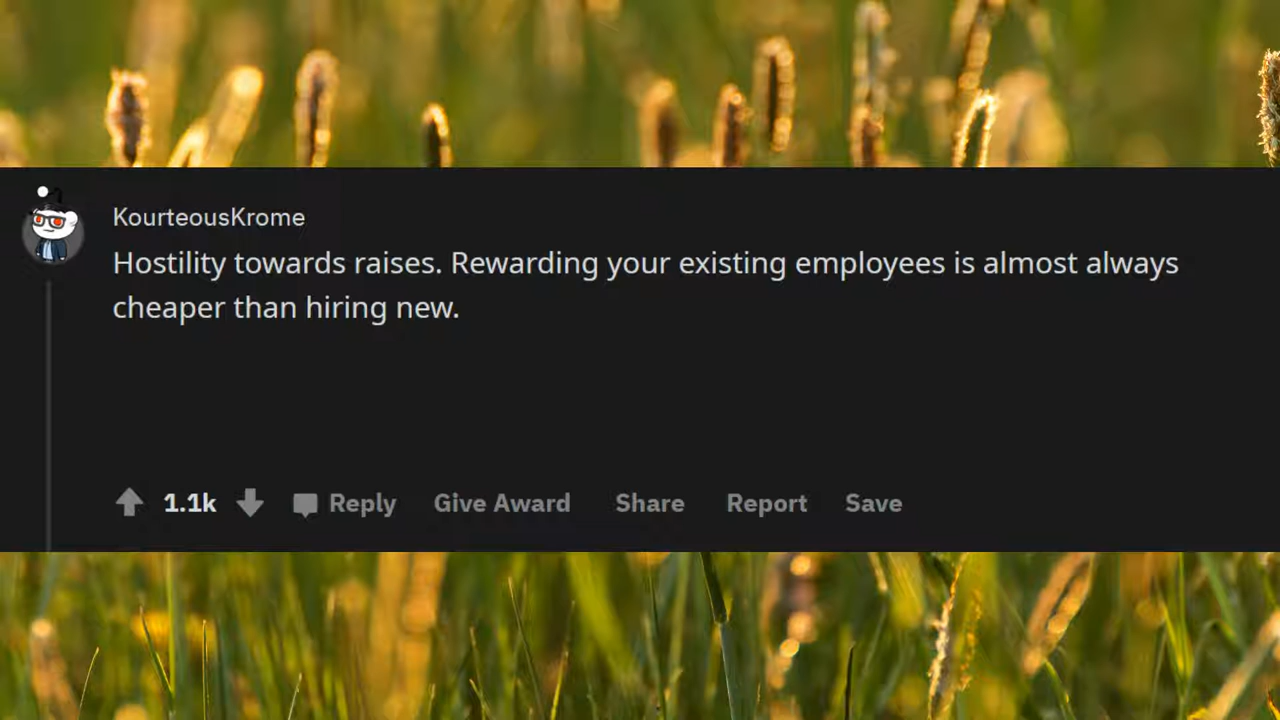 KourteousKrome
Hostility towards raises. Rewarding your existing employees is almost always
cheaper than hiring new.
1.1k Reply Give Award Share Report Save